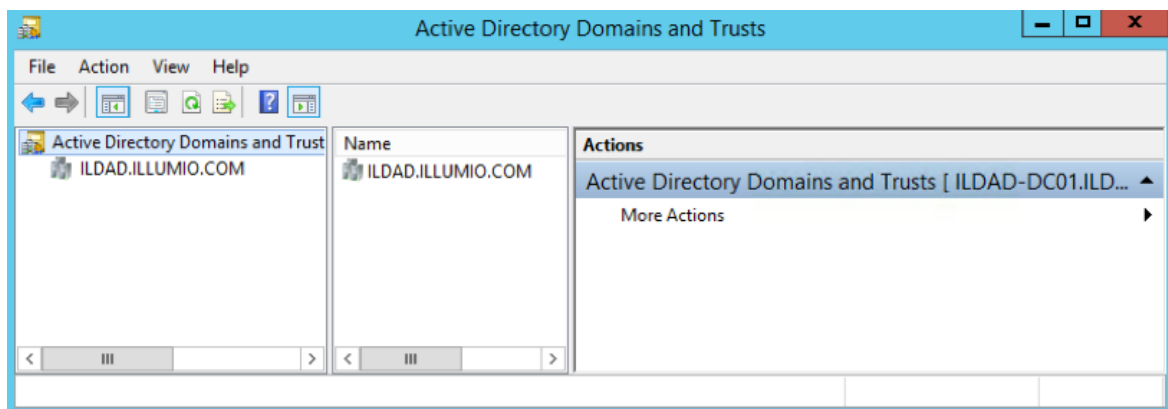 Active Directory Domains and Trusts
File Action View Help
Active Directory Domains and Trust
ILDAD.ILLUMIO.COM
Name
ILDAD.ILLUMIO.COM
Actions
Active Directory Domains and Trusts [ ILDAD-DC01.ILD...
More Actions